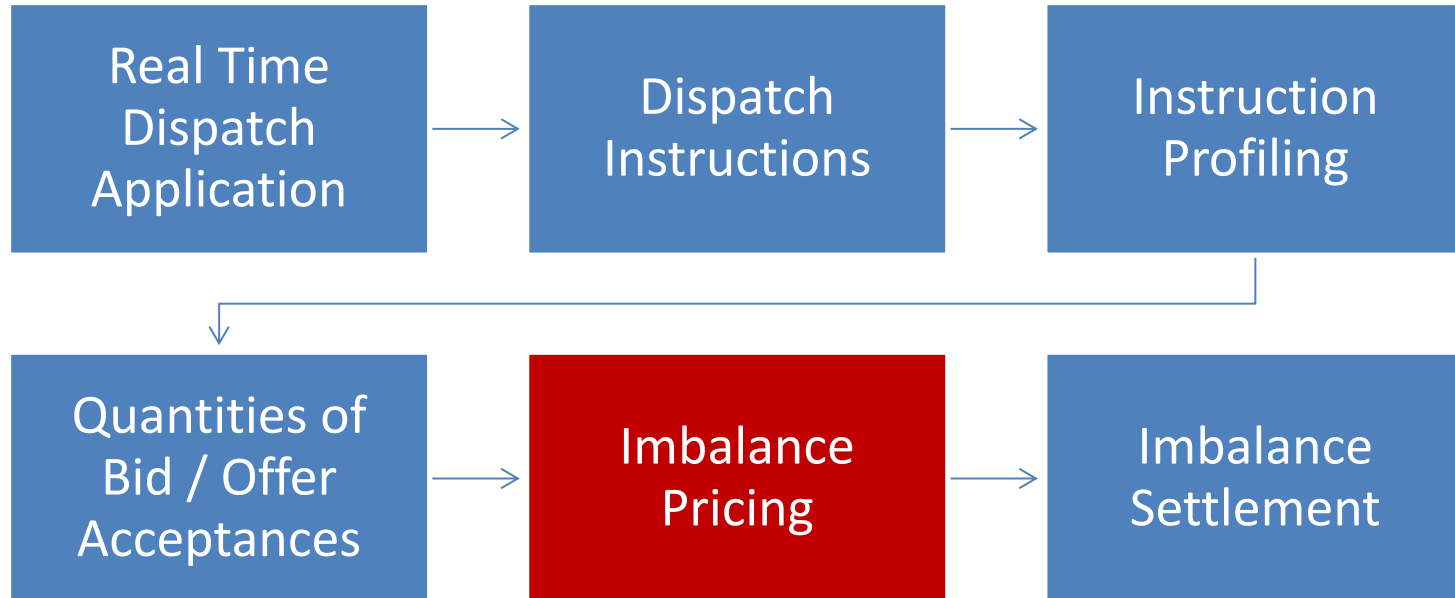 Real Time
Dispatch
Application
Dispatch
Instructions
Instruction
Profiling
Quantities of
Bid / Offer
Acceptances
Imbalance
Pricing
Imbalance
Settlement